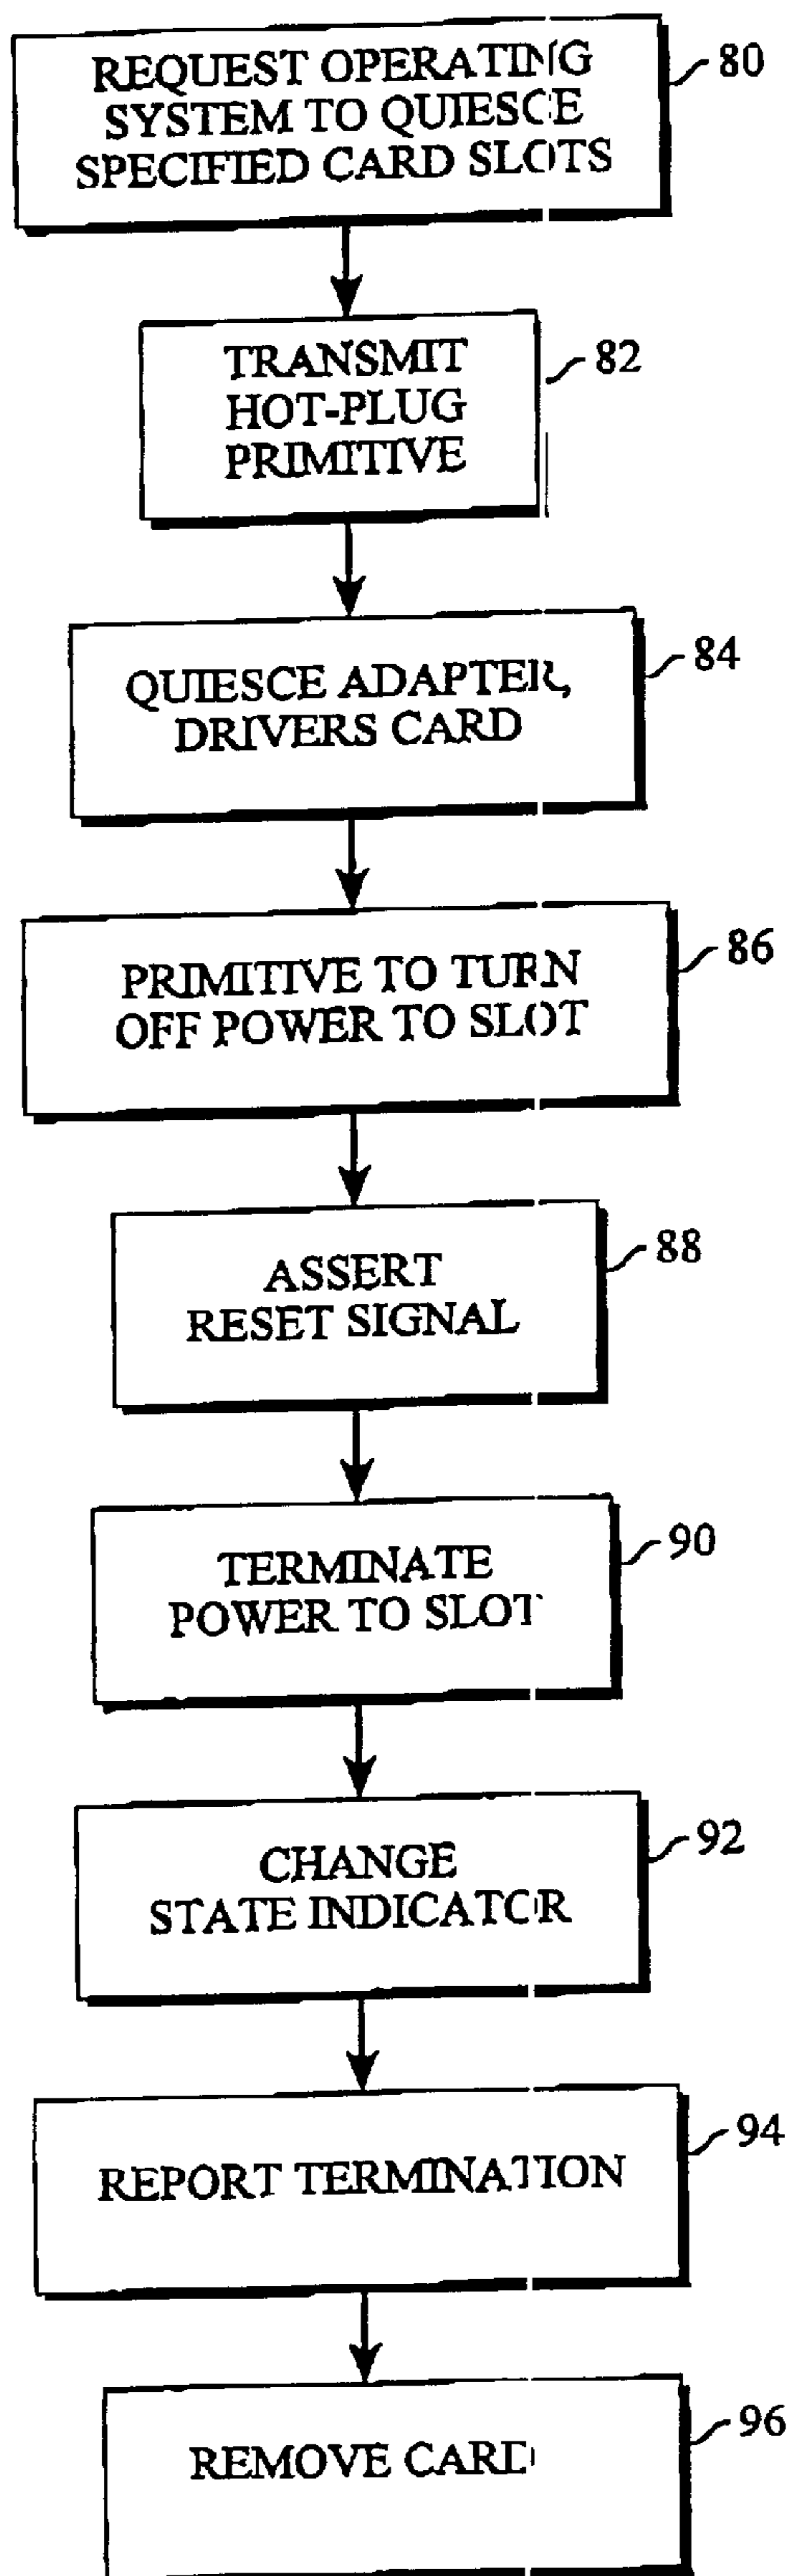 REQUEST OPERATING
SYSTEM TO QUIESCE
SPECIFIED CARD SLOTS
80
TRANSMIT
HOT-PLUG
PRIMITIVE
82
QUIESCE ADAPTER,
DRIVERS CARD
84
PRIMITIVE TO TURN
OFF POWER TO SLOT
86
ASSERT
RESET SIGNAL
88
TERMINATE
POWER TO SLOT
90
CHANGE
STATE INDICATOR
92
REPORT TERMINATION
94
REMOVE CARD
96